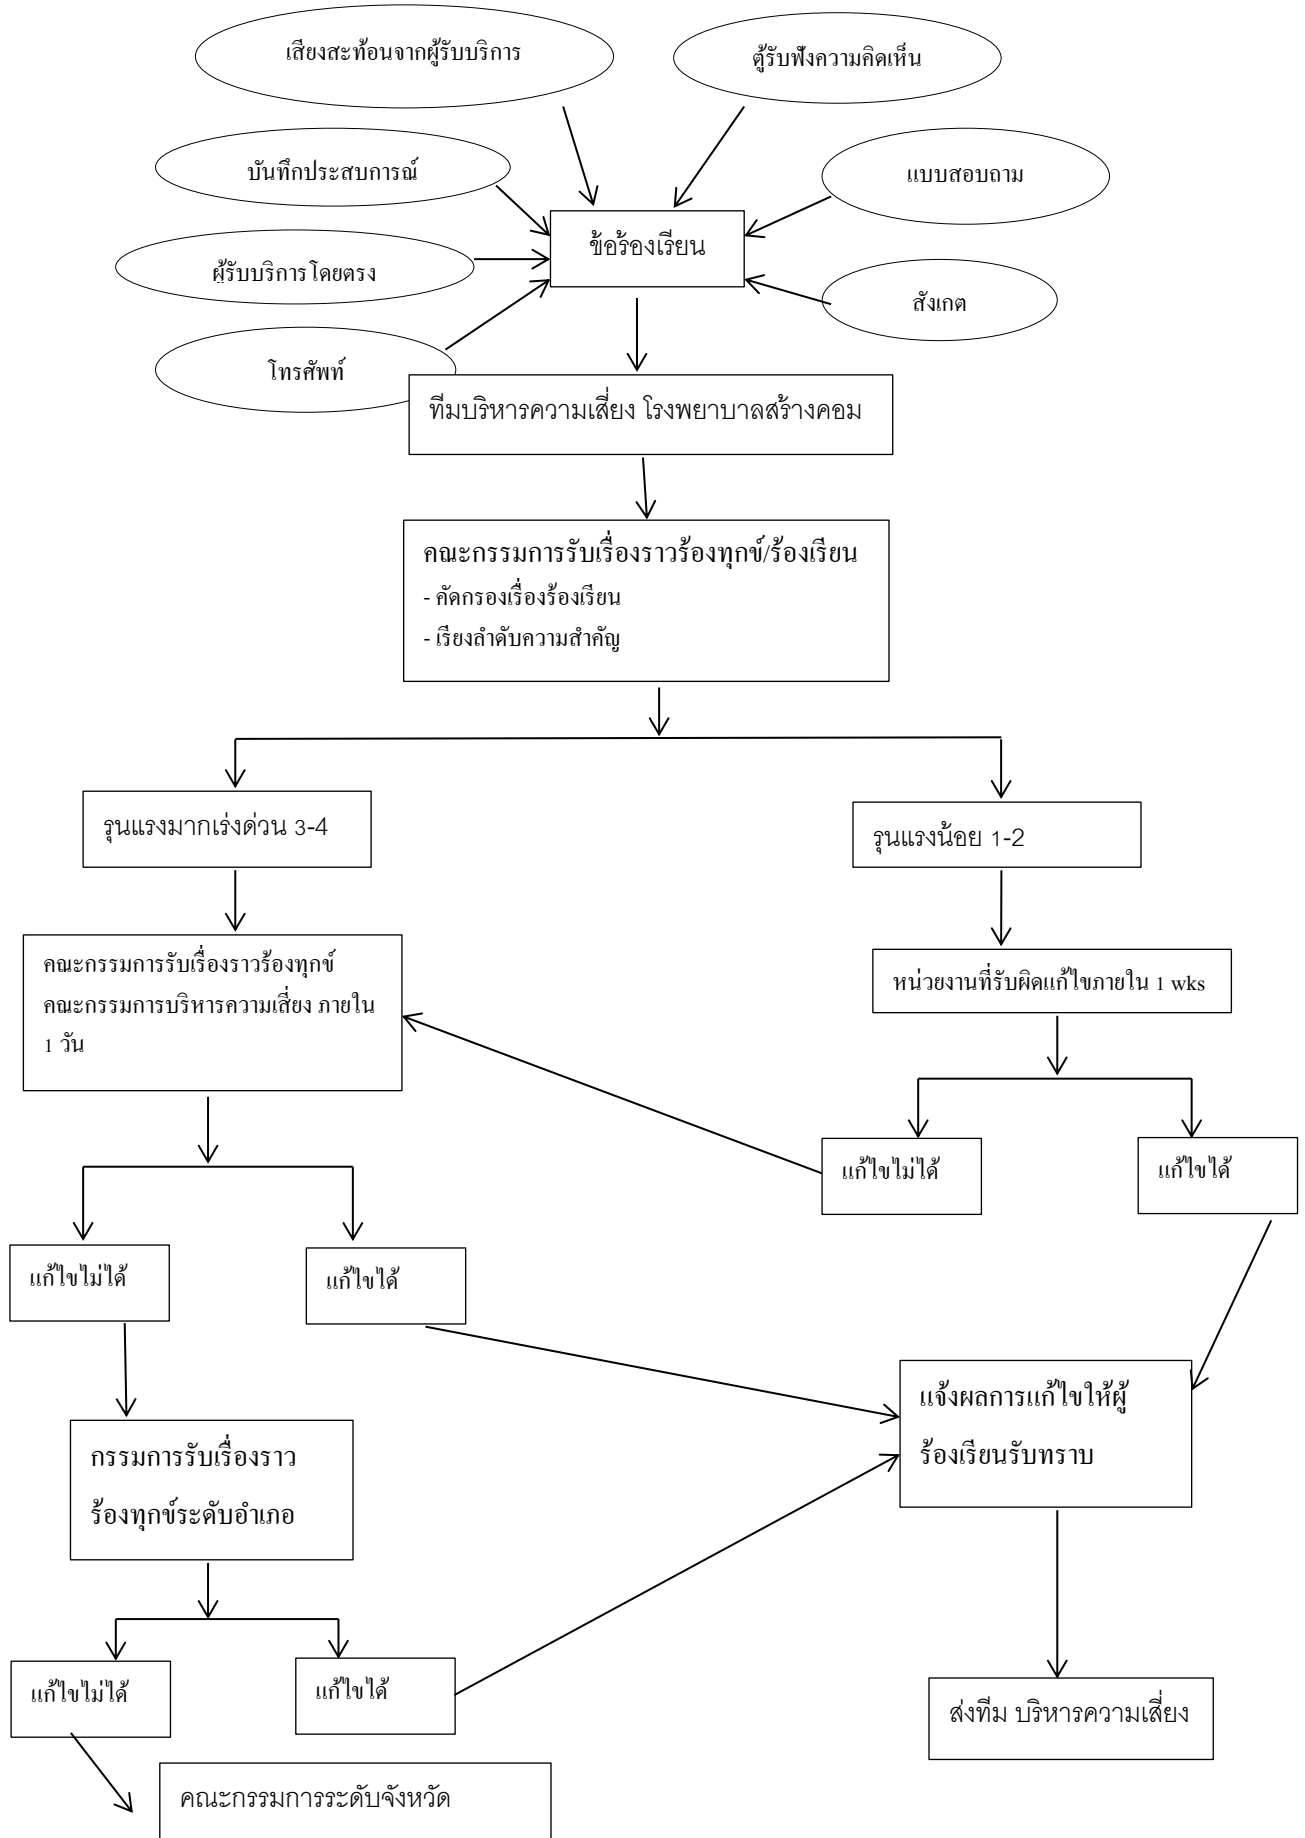 เสียงสะท้อนจากผู้รับบริการ
ตู้รับฟังความคิดเห็น
บันทึกประสบการณ์
แบบสอบถาม
ข้อร้องเรียน
ผู้รับบริการโดยตรง
สังเกต
โทรศัพท์
ทีมบริหารความเสี่ยง โรงพยาบาลสร้างคอม
คณะกรรมการรับเรื่องราวร้องทุกข์/ร้องเรียน
- คัดกรองเรื่องร้องเรียน
- เรียงลำดับความสำคัญ
รุนแรงมากเร่งด่วน 3-4
รุนแรงน้อย 1-2
คณะกรรมการรับเรื่องราวร้องทุกข์
คณะกรรมการบริหารความเสี่ยง ภายใน
1 วัน
หน่วยงานที่รับผิดแก้ไขภายใน 1 wks
แก้ไขไม่ได้
แก้ไขได้
แก้ไขไม่ได้
แก้ไขได้
แจ้งผลการแก้ไขให้ผู้
ร้องเรียนรับทราบ
กรรมการรับเรื่องราว
ร้องทุกข์ระดับอำเภอ
แก้ไขไม่ได้
แก้ไขได้
ส่งทีม บริหารความเสี่ยง
คณะกรรมการระดับจังหวัด